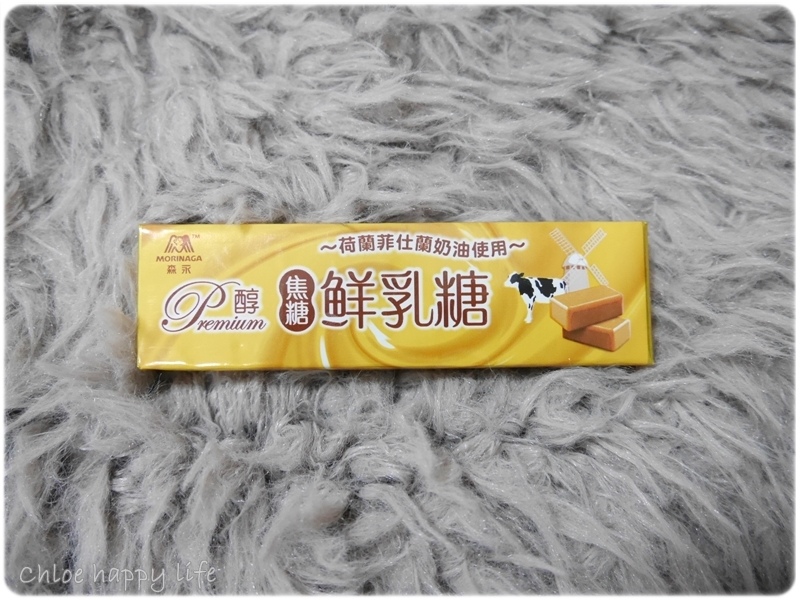 ～荷蘭菲仕蘭奶油使用～
MORINAGA™
森永
Premium 醇
焦糖
鮮乳糖
Chloe happy life